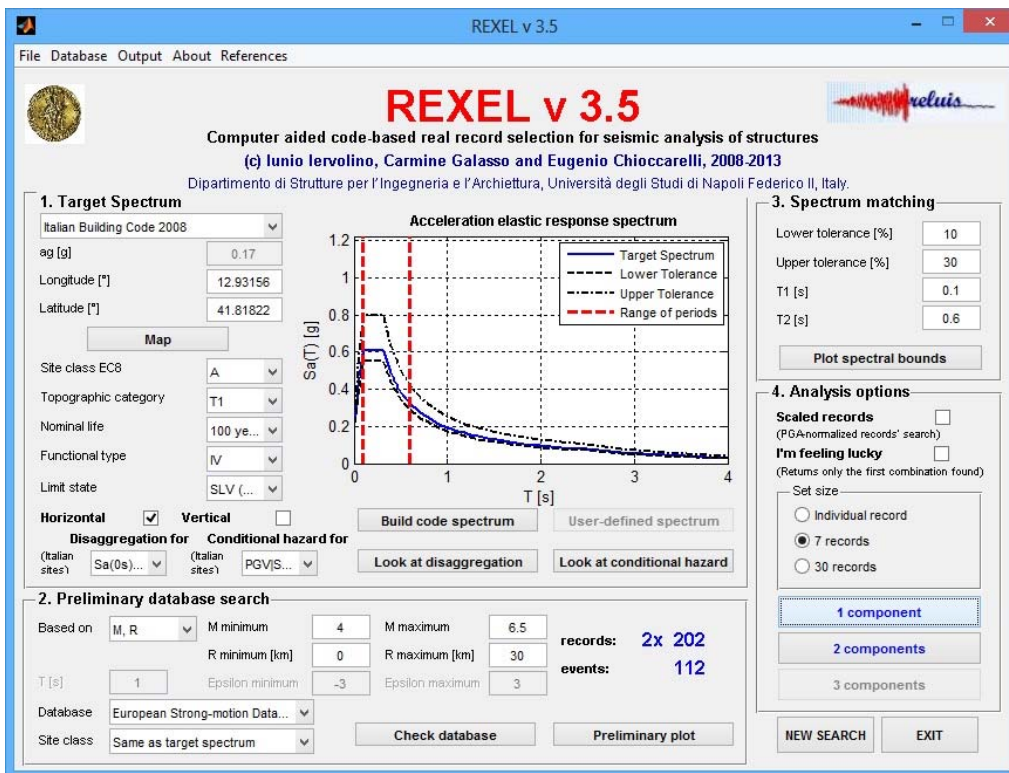 REXEL v 3.5
File Database Output About References
REXEL v 3.5
reluis
Computer aided code-based real record selection for seismic analysis of structures
(c) Iunio Iervolino, Carmine Galasso and Eugenio Chioccarelli, 2008-2013
Dipartimento di Strutture per l'Ingegneria e l'Archiettura, Università degli Studi di Napoli Federico II, Italy.
1. Target Spectrum
Italian Building Code 2008
ag [g] 0.17
Longitude [°] 12.93156
Latitude [°] 41.81822
Map
Site class EC8 A
Topographic category T1
Nominal life 100 ye...
Functional type IV
Limit state SLV (...
Horizontal Vertical
Disaggregation for Conditional hazard for
(Italian sites) Sa(0s)... (Italian sites) PGV|S...
Acceleration elastic response spectrum
Target Spectrum
Lower Tolerance
Upper Tolerance
Range of periods
Sa(T) [g]
1.2
1
0.8
0.6
0.4
0.2
0
0 1 2 3 4
T [s]
Build code spectrum User-defined spectrum
Look at disaggregation Look at conditional hazard
2. Preliminary database search
Based on M, R M minimum 4 M maximum 6.5
R minimum [km] 0 R maximum [km] 30
T [s] 1 Epsilon minimum -3 Epsilon maximum 3
records: 2x 202
events: 112
Database European Strong-motion Data...
Site class Same as target spectrum
Check database Preliminary plot
3. Spectrum matching
Lower tolerance [%] 10
Upper tolerance [%] 30
T1 [s] 0.1
T2 [s] 0.6
Plot spectral bounds
4. Analysis options
Scaled records
(PGA-normalized records' search)
I'm feeling lucky
(Returns only the first combination found)
Set size
Individual record
7 records
30 records
1 component
2 components
3 components
NEW SEARCH EXIT